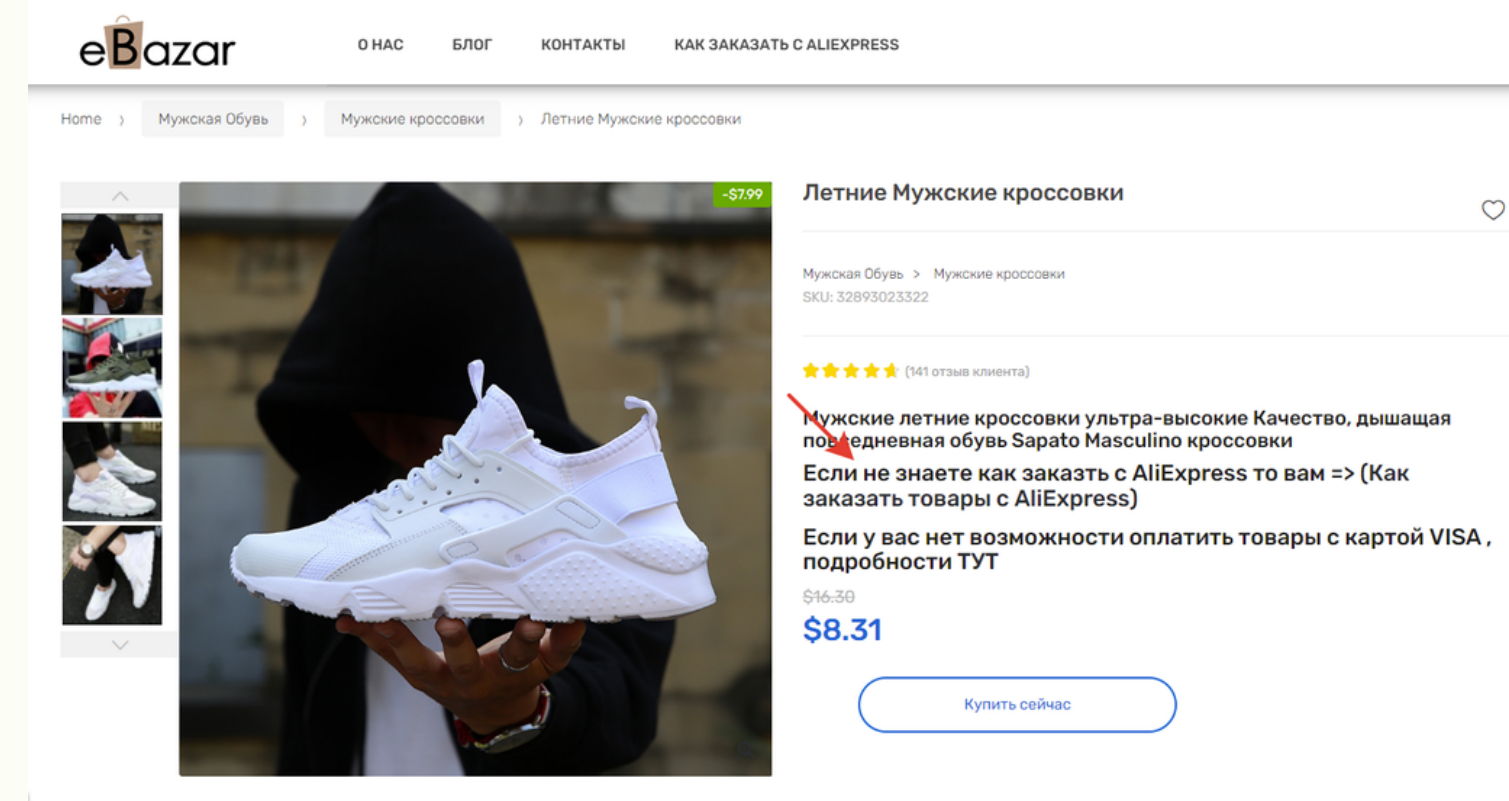 eBazar
О НАС БЛОГ КОНТАКТЫ КАК ЗАКАЗАТЬ С ALIEXPRESS
Home › Мужская Обувь › Мужские кроссовки › Летние Мужские кроссовки
-$7.99
Летние Мужские кроссовки
Мужская Обувь > Мужские кроссовки
SKU: 32893023322
(141 отзыв клиента)
Мужские летние кроссовки ультра-высокие Качество, дышащая
повседневная обувь Sapato Masculino кроссовки
Если не знаете как заказть с AliExpress то вам => (Как
заказать товары с AliExpress)
Если у вас нет возможности оплатить товары с картой VISA ,
подробности ТУТ
$16.30
$8.31
Купить сейчас